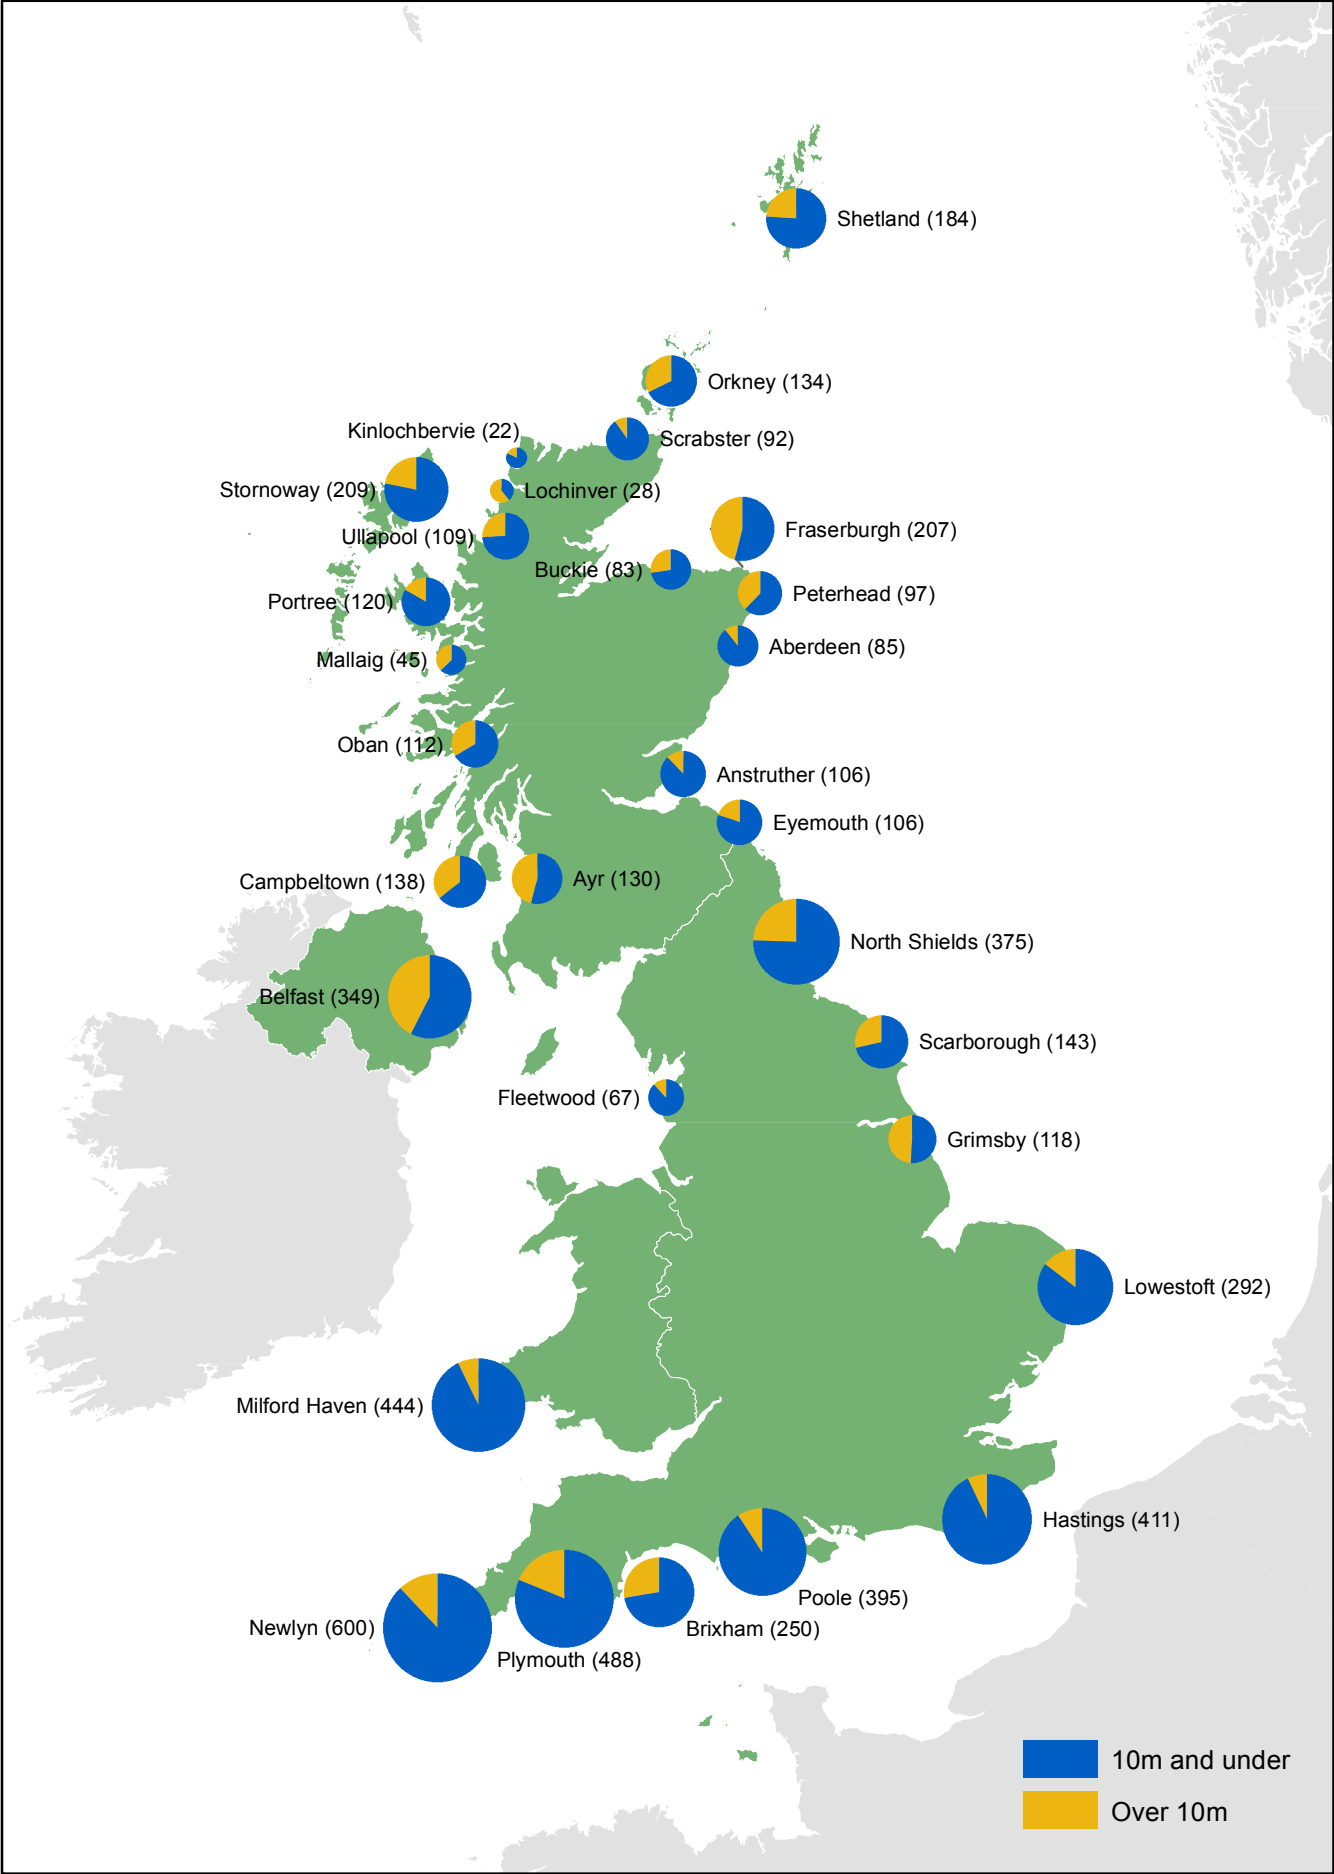 Shetland (184)
Orkney (134)
Kinlochbervie (22)
Scrabster (92)
Stornoway (209)
Lochinver (28)
Ullapool (109)
Fraserburgh (207)
Buckie (83)
Peterhead (97)
Portree (120)
Aberdeen (85)
Mallaig (45)
Oban (112)
Anstruther (106)
Eyemouth (106)
Campbeltown (138)
Ayr (130)
North Shields (375)
Belfast (349)
Scarborough (143)
Fleetwood (67)
Grimsby (118)
Lowestoft (292)
Milford Haven (444)
Hastings (411)
Poole (395)
Newlyn (600)
Brixham (250)
Plymouth (488)
10m and under
Over 10m